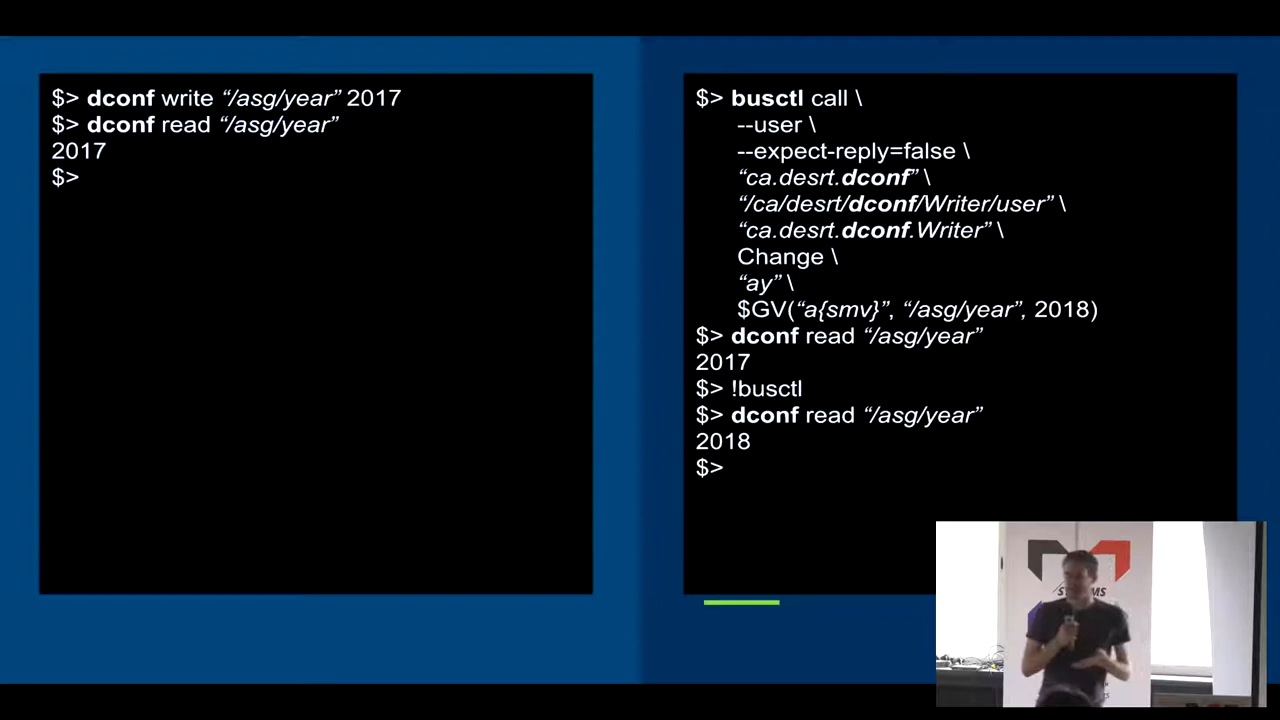 $> dconf write “/asg/year” 2017
$> dconf read “/asg/year”
2017
$>
$> busctl call \
--user \
--expect-reply=false \
“ca.desrt.dconf” \
“/ca/desrt/dconf/Writer/user” \
“ca.desrt.dconf.Writer” \
Change \
“ay” \
$GV(“a{smv}”, “/asg/year”, 2018)
$> dconf read “/asg/year”
2017
$> !busctl
$> dconf read “/asg/year”
2018
$>